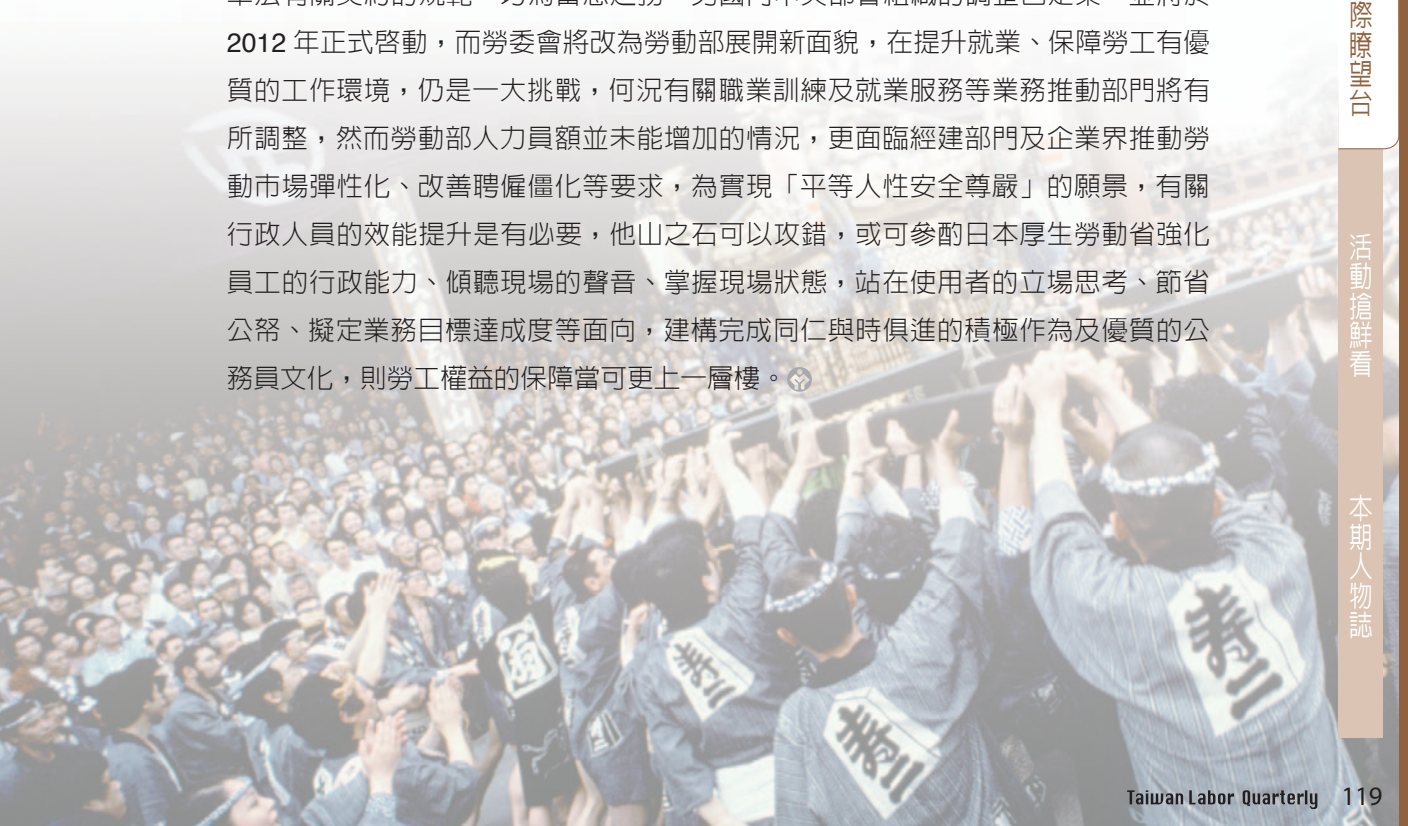 2012 年正式啓動,而勞委會將改為勞動部展開新面貌,在提升就業、保障勞工有優
質的工作環境,仍是一大挑戰,何況有關職業訓練及就業服務等業務推動部門將有
所調整,然而勞動部人力員額並未能增加的情況,更面臨經建部門及企業界推動勞
動市場彈性化、改善聘僱僵化等要求,為實現「平等人性安全尊嚴」的願景,有關
行政人員的效能提升是有必要,他山之石可以攻錯,或可參酌日本厚生勞動省強化
員工的行政能力、傾聽現場的聲音、掌握現場狀態,站在使用者的立場思考、節省
公帑、擬定業務目標達成度等面向,建構完成同仁與時俱進的積極作為及優質的公
務員文化,則勞工權益的保障當可更上一層樓。
際瞭望台
活動搶鮮看
本期人物誌
寿二
寿二
寿二
Taiwan Labor Quarterly 119